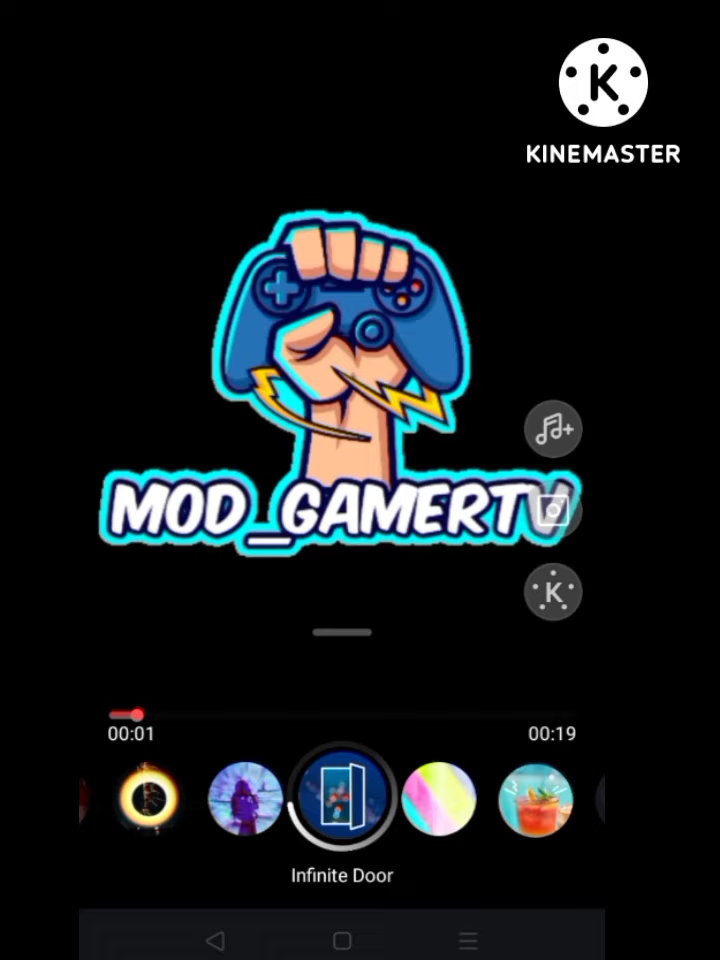 K
KINEMASTER
MOD_GAMERTV
K
00:01
00:19
Infinite Door